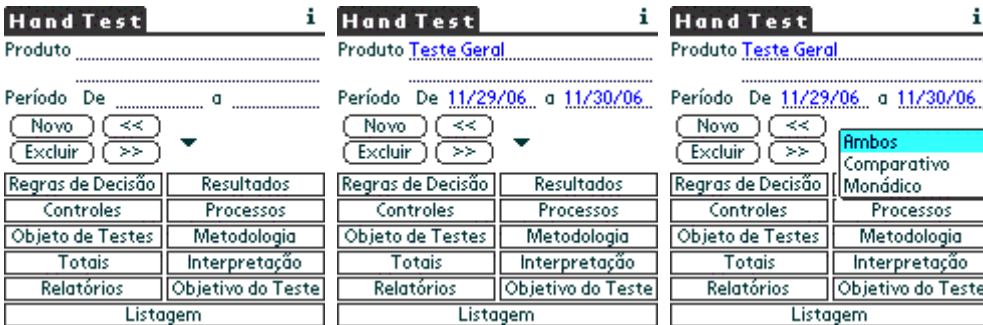 Hand Test i
Produto
Período De a
Novo <<
Excluir >>
Regras de Decisão Resultados
Controles Processos
Objeto de Testes Metodologia
Totais Interpretação
Relatórios Objetivo do Teste
Listagem
Hand Test i
Produto Teste Geral
Período De 11/29/06 a 11/30/06
Novo <<
Excluir >>
Regras de Decisão Resultados
Controles Processos
Objeto de Testes Metodologia
Totais Interpretação
Relatórios Objetivo do Teste
Listagem
Hand Test i
Produto Teste Geral
Período De 11/29/06 a 11/30/06
Novo <<
Excluir >>
Ambos
Comparativo
Monádico
Regras de Decisão
Controles Processos
Objeto de Testes Metodologia
Totais Interpretação
Relatórios Objetivo do Teste
Listagem